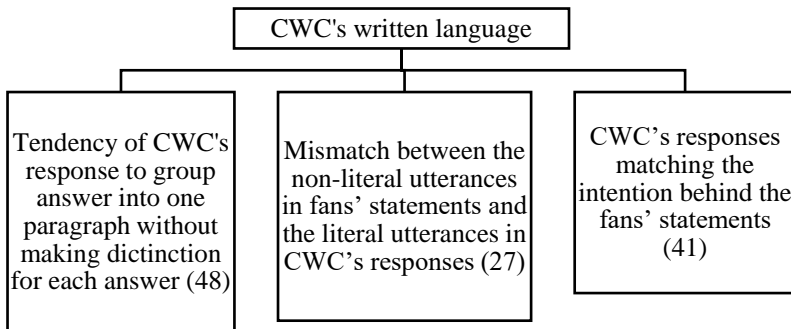 CWC's written language
Tendency of CWC's
response to group
answer into one
paragraph without
making dictinction
for each answer (48)
Mismatch between the
non-literal utterances
in fans’ statements and
the literal utterances in
CWC’s responses (27)
CWC’s responses
matching the
intention behind the
fans’ statements
(41)